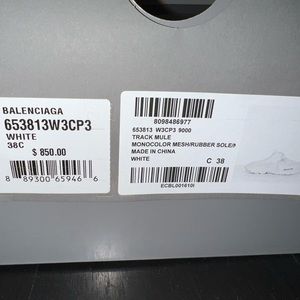 BALENCIAGA
653813W3CP3
WHITE
38C
$ 850.00
8 89300 65946 6
8098486977
653813 W3CP3 9000
TRACK MULE
MONOCOLOR MESH/RUBBER SOLE/
MADE IN CHINA
WHITE
C 38
ECBL001610I